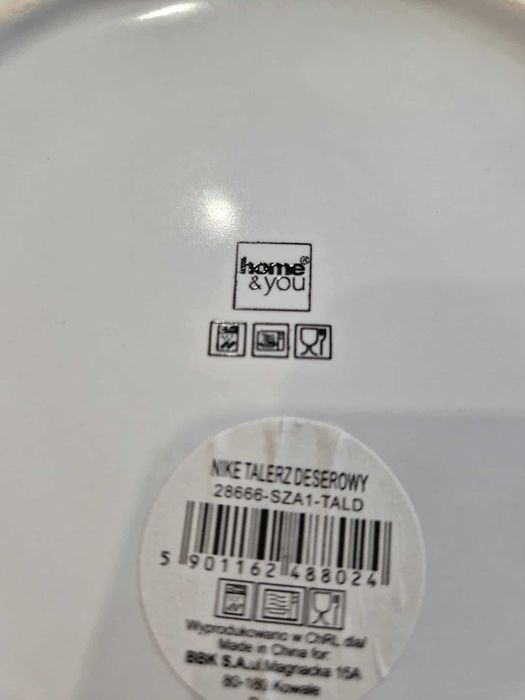 home®
&you
NIKE TALERZ DESEROWY
28666-SZA1-TALD
5 901162 488024
Wyprodukowano w ChRL dla/
Made in China for:
BBK S.A.ul.Magnacka 15A
80-180 Kowale